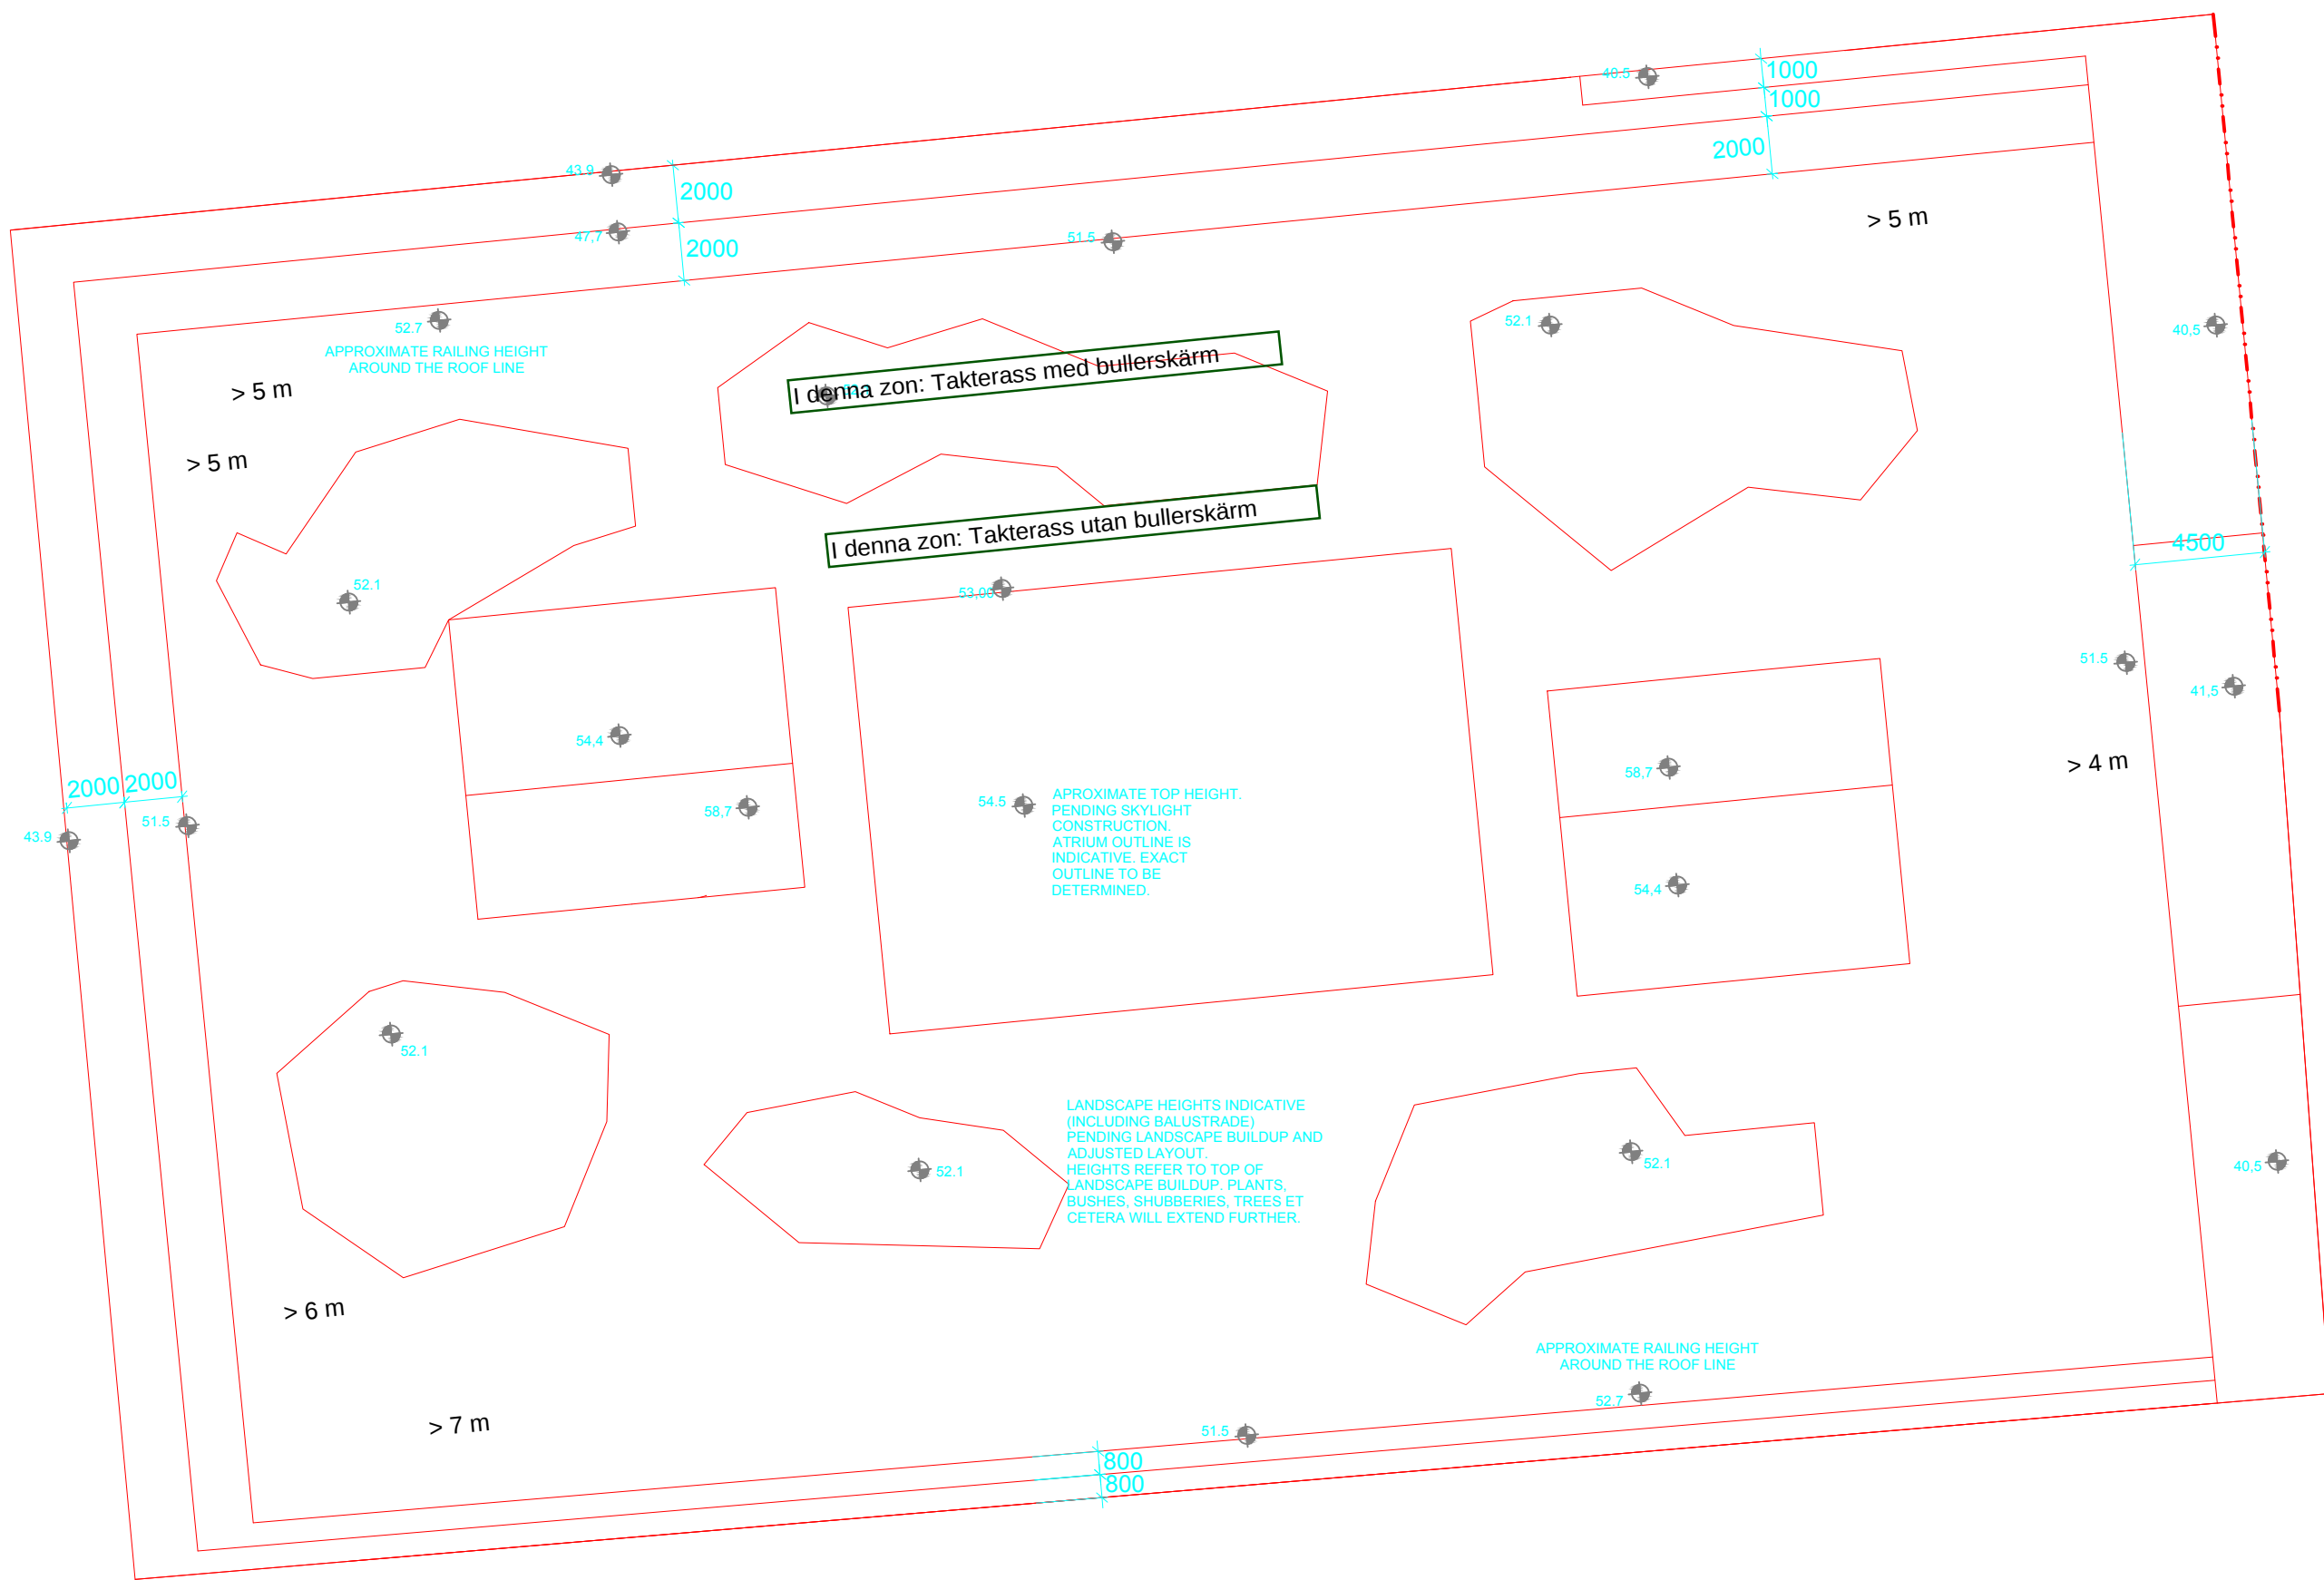 1000
40.5
1000
2000
43.9
2000
> 5 m
47,7
2000
51.5
52.7
APPROXIMATE RAILING HEIGHT
AROUND THE ROOF LINE
52.1
40,5
I denna zon: Takterass med bullerskärm
> 5 m
> 5 m
I denna zon: Takterass utan bullerskärm
4500
52.1
53,00
51.5
41,5
54,4
58,7
> 4 m
2000
2000
58,7
54.5
APROXIMATE TOP HEIGHT.
PENDING SKYLIGHT
CONSTRUCTION.
ATRIUM OUTLINE IS
INDICATIVE. EXACT
OUTLINE TO BE
DETERMINED.
51.5
43.9
54,4
52.1
LANDSCAPE HEIGHTS INDICATIVE
(INCLUDING BALUSTRADE)
PENDING LANDSCAPE BUILDUP AND
ADJUSTED LAYOUT.
HEIGHTS REFER TO TOP OF
LANDSCAPE BUILDUP. PLANTS,
BUSHES, SHUBBERIES, TREES ET
CETERA WILL EXTEND FURTHER.
52.1
52.1
40.5
> 6 m
APPROXIMATE RAILING HEIGHT
AROUND THE ROOF LINE
52.7
> 7 m
51.5
800
800